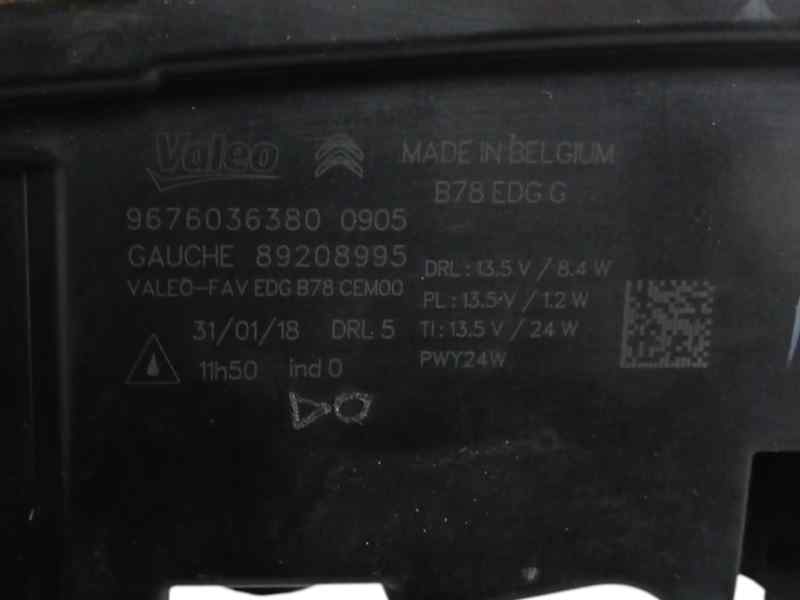 Valeo MADE IN BELGIUM
B78 EDG G
9676036380 0905
GAUCHE 89208995
VALEO-FAV EDG B78 CEM00
31/01/18 DRL: 5
11h50 ind 0
DRL : 13.5 V / 8.4 W
PL : 13.5 V / 1.2 W
TI : 13.5 V / 24 W
PWY24W